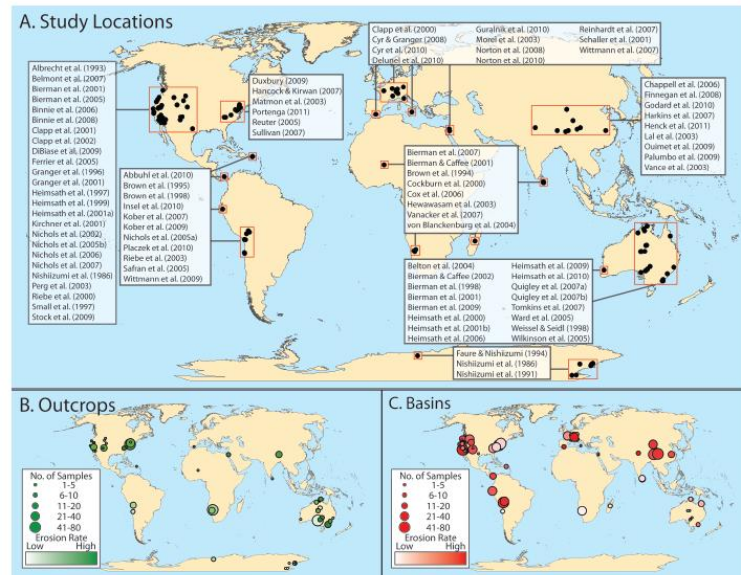 A. Study Locations
Albrecht et al. (1993)
Belmont et al. (2007)
Bierman et al. (2001)
Bierman et al. (2005)
Binnie et al. (2006)
Binnie et al. (2008)
Clapp et al. (2001)
Clapp et al. (2002)
DiBiase et al. (2009)
Ferrier et al. (2005)
Granger et al. (1996)
Granger et al. (2001)
Heimsath et al. (1997)
Heimsath et al. (1999)
Heimsath et al. (2001a)
Kirchner et al. (2001)
Nichols et al. (2002)
Nichols et al. (2005b)
Nichols et al. (2006)
Nichols et al. (2007)
Nishiizumi et al. (1986)
Perg et al. (2003)
Riebe et al. (2000)
Small et al. (1997)
Stock et al. (2009)
Duxbury (2009)
Hancock & Kirwan (2007)
Matmon et al. (2003)
Portenga (2011)
Reuter (2005)
Sullivan (2007)
Abbuhl et al. (2010)
Brown et al. (1995)
Brown et al. (1998)
Insel et al. (2010)
Kober et al. (2007)
Kober et al. (2009)
Nichols et al. (2005a)
Placzek et al. (2010)
Riebe et al. (2003)
Safran et al. (2005)
Wittmann et al. (2009)
Clapp et al. (2000)
Cyr & Granger (2008)
Cyr et al. (2010)
Delunel et al. (2010)
Guralnik et al. (2010)
Morel et al. (2003)
Norton et al. (2008)
Norton et al. (2010)
Reinhardt et al. (2007)
Schaller et al. (2001)
Wittmann et al. (2007)
Chappell et al. (2006)
Finnegan et al. (2008)
Godard et al. (2010)
Harkins et al. (2007)
Henck et al. (2011)
Lal et al. (2003)
Ouimet et al. (2009)
Palumbo et al. (2009)
Vance et al. (2003)
Bierman et al. (2007)
Bierman & Caffee (2001)
Brown et al. (1994)
Cockburn et al. (2000)
Cox et al. (2006)
Hewawasam et al. (2003)
Vanacker et al. (2007)
von Blanckenburg et al. (2004)
Belton et al. (2004)
Bierman & Caffee (2002)
Bierman et al. (1998)
Bierman et al. (2001)
Bierman et al. (2009)
Heimsath et al. (2000)
Heimsath et al. (2001b)
Heimsath et al. (2006)
Heimsath et al. (2009)
Heimsath et al. (2010)
Quigley et al. (2007a)
Quigley et al. (2007b)
Tomkins et al. (2007)
Ward et al. (2005)
Weissel & Seidl (1998)
Wilkinson et al. (2005)
Faure & Nishiizumi (1994)
Nishiizumi et al. (1986)
Nishiizumi et al. (1991)
B. Outcrops
No. of Samples
1-5
6-10
11-20
21-40
41-80
Erosion Rate
Low High
C. Basins
No. of Samples
1-5
6-10
11-20
21-40
41-80
Erosion Rate
Low High